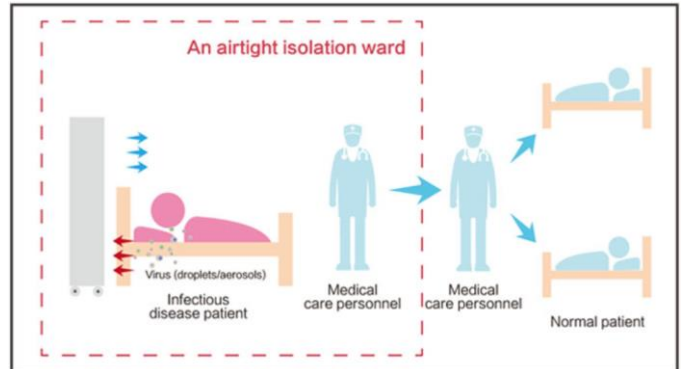 An airtight isolation ward
Virus (droplets/aerosols)
Infectious
disease patient
Medical
care personnel
Medical
care personnel
Normal patient